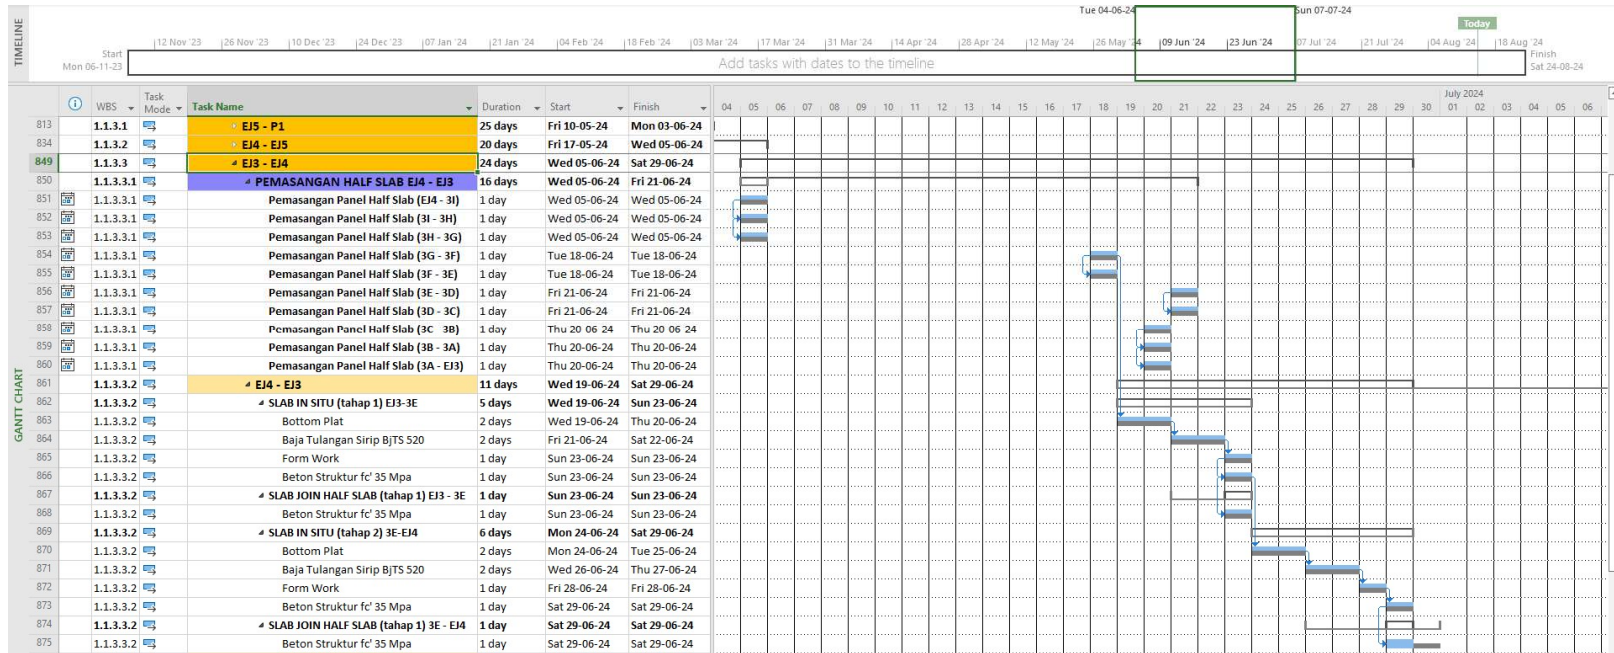 Tue 04-06-24 Sun 07-07-24
Today
TIMELINE
12 Nov '23 26 Nov '23 10 Dec '23 24 Dec '23 07 Jan '24 21 Jan '24 04 Feb '24 18 Feb '24 03 Mar '24 17 Mar '24 31 Mar '24 14 Apr '24 28 Apr '24 12 May '24 26 May '24 09 Jun '24 23 Jun '24 07 Jul '24 21 Jul '24 04 Aug '24 18 Aug '24
Start
Mon 06-11-23
Add tasks with dates to the timeline
Finish
Sat 24-08-24
July 2024
WBS Task Mode Task Name Duration Start Finish 04 05 06 07 08 09 10 11 12 13 14 15 16 17 18 19 20 21 22 23 24 25 26 27 28 29 30 01 02 03 04 05 06
813 1.1.3.1 EJ5 - P1 25 days Fri 10-05-24 Mon 03-06-24
834 1.1.3.2 EJ4 - EJ5 20 days Fri 17-05-24 Wed 05-06-24
849 1.1.3.3 EJ3 - EJ4 24 days Wed 05-06-24 Sat 29-06-24
850 1.1.3.3.1 PEMASANGAN HALF SLAB EJ4 - EJ3 16 days Wed 05-06-24 Fri 21-06-24
851 1.1.3.3.1 Pemasangan Panel Half Slab (EJ4 - 3I) 1 day Wed 05-06-24 Wed 05-06-24
852 1.1.3.3.1 Pemasangan Panel Half Slab (3I - 3H) 1 day Wed 05-06-24 Wed 05-06-24
853 1.1.3.3.1 Pemasangan Panel Half Slab (3H - 3G) 1 day Wed 05-06-24 Wed 05-06-24
854 1.1.3.3.1 Pemasangan Panel Half Slab (3G - 3F) 1 day Tue 18-06-24 Tue 18-06-24
855 1.1.3.3.1 Pemasangan Panel Half Slab (3F - 3E) 1 day Tue 18-06-24 Tue 18-06-24
856 1.1.3.3.1 Pemasangan Panel Half Slab (3E - 3D) 1 day Fri 21-06-24 Fri 21-06-24
857 1.1.3.3.1 Pemasangan Panel Half Slab (3D - 3C) 1 day Fri 21-06-24 Fri 21-06-24
858 1.1.3.3.1 Pemasangan Panel Half Slab (3C - 3B) 1 day Thu 20-06-24 Thu 20-06-24
859 1.1.3.3.1 Pemasangan Panel Half Slab (3B - 3A) 1 day Thu 20-06-24 Thu 20-06-24
860 1.1.3.3.1 Pemasangan Panel Half Slab (3A - EJ3) 1 day Thu 20-06-24 Thu 20-06-24
861 1.1.3.3.2 EJ4 - EJ3 11 days Wed 19-06-24 Sat 29-06-24
862 1.1.3.3.2 SLAB IN SITU (tahap 1) EJ3-3E 5 days Wed 19-06-24 Sun 23-06-24
863 1.1.3.3.2 Bottom Plat 2 days Wed 19-06-24 Thu 20-06-24
864 1.1.3.3.2 Baja Tulangan Sirip BjTS 520 2 days Fri 21-06-24 Sat 22-06-24
865 1.1.3.3.2 Form Work 1 day Sun 23-06-24 Sun 23-06-24
866 1.1.3.3.2 Beton Struktur fc' 35 Mpa 1 day Sun 23-06-24 Sun 23-06-24
867 1.1.3.3.2 SLAB JOIN HALF SLAB (tahap 1) EJ3 - 3E 1 day Sun 23-06-24 Sun 23-06-24
868 1.1.3.3.2 Beton Struktur fc' 35 Mpa 1 day Sun 23-06-24 Sun 23-06-24
869 1.1.3.3.2 SLAB IN SITU (tahap 2) 3E-EJ4 6 days Mon 24-06-24 Sat 29-06-24
870 1.1.3.3.2 Bottom Plat 2 days Mon 24-06-24 Tue 25-06-24
871 1.1.3.3.2 Baja Tulangan Sirip BjTS 520 2 days Wed 26-06-24 Thu 27-06-24
872 1.1.3.3.2 Form Work 1 day Fri 28-06-24 Fri 28-06-24
873 1.1.3.3.2 Beton Struktur fc' 35 Mpa 1 day Sat 29-06-24 Sat 29-06-24
874 1.1.3.3.2 SLAB JOIN HALF SLAB (tahap 1) 3E - EJ4 1 day Sat 29-06-24 Sat 29-06-24
875 1.1.3.3.2 Beton Struktur fc' 35 Mpa 1 day Sat 29-06-24 Sat 29-06-24
GANTT CHART